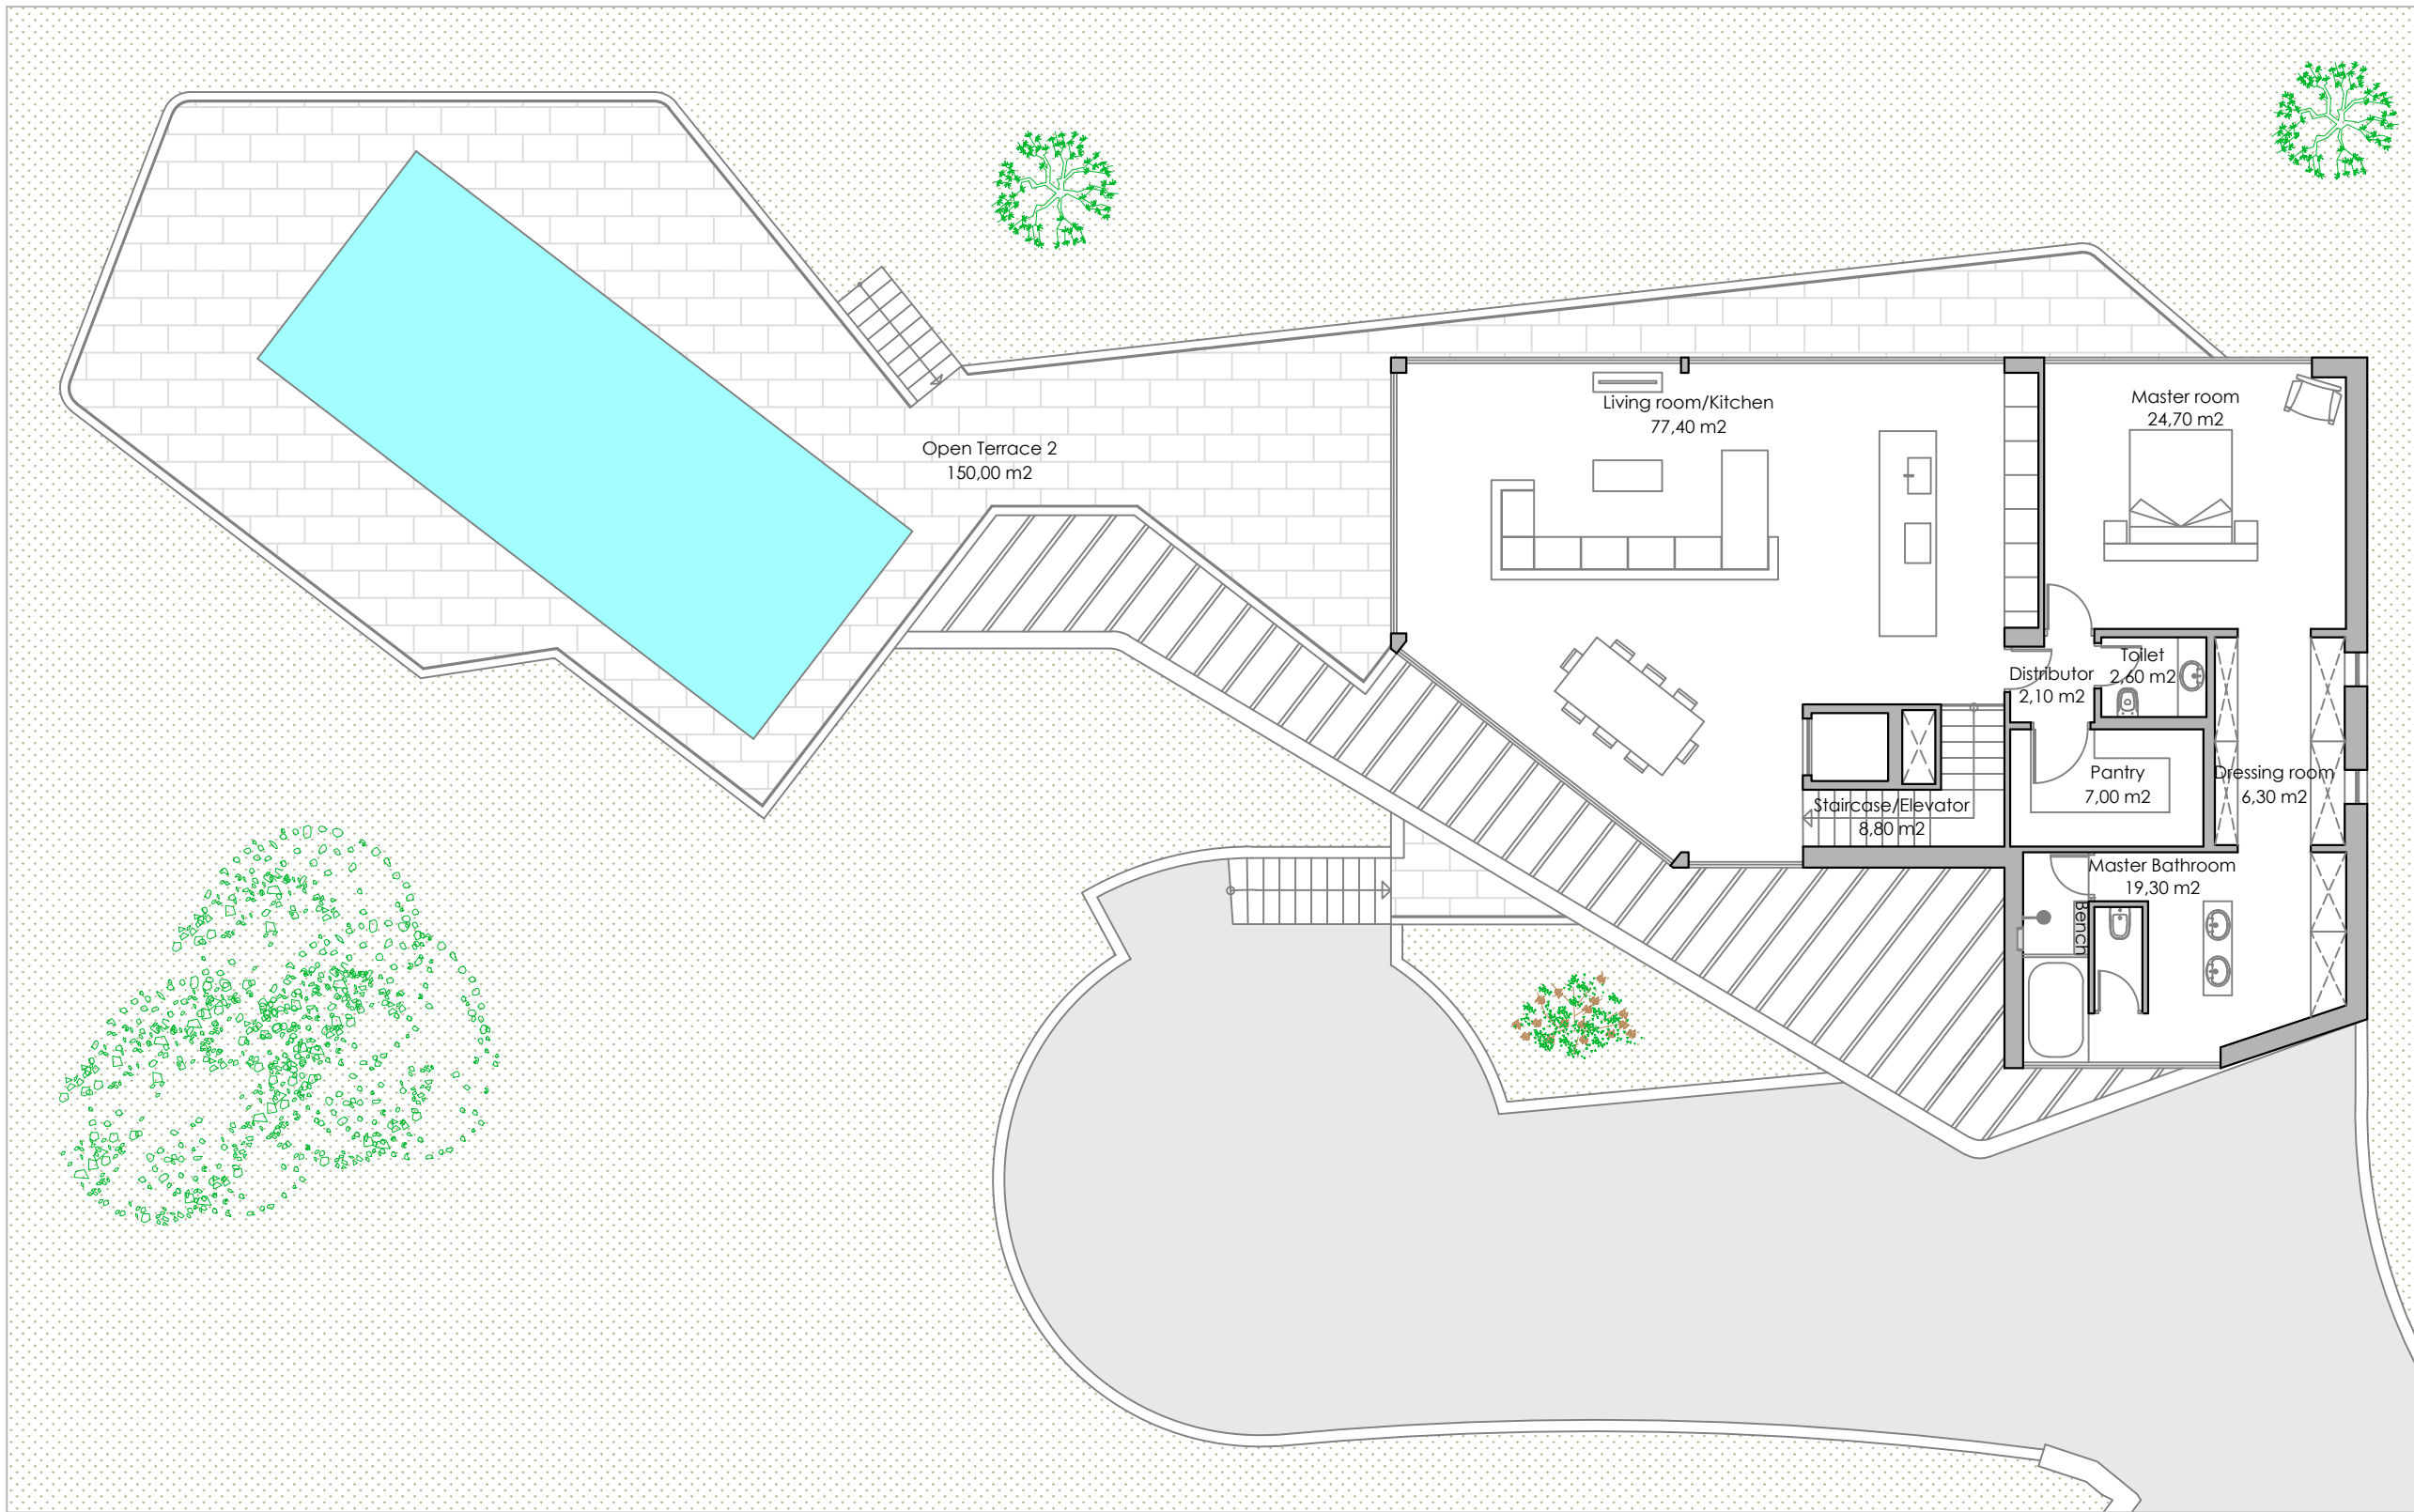 Open Terrace 2
150,00 m2
Living room/Kitchen
77,40 m2
Master room
24,70 m2
Distributor
2,10 m2
Toilet
2,60 m2
Staircase/Elevator
8,80 m2
Pantry
7,00 m2
Dressing room
6,30 m2
Master Bathroom
19,30 m2
Bench